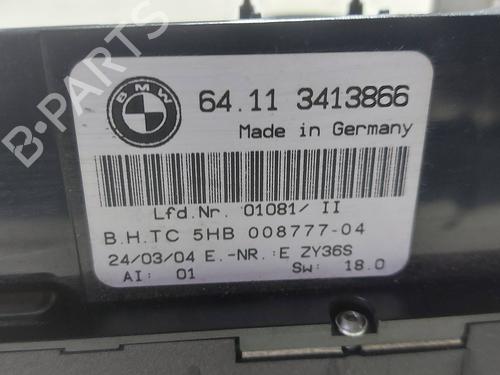 BMW
64.11 3413866
Made in Germany
Lfd.Nr. 01081/ II
B.H.TC 5HB 008777-04
24/03/04 E.-NR.:E ZY36S
AI: 01 SW: 18.0